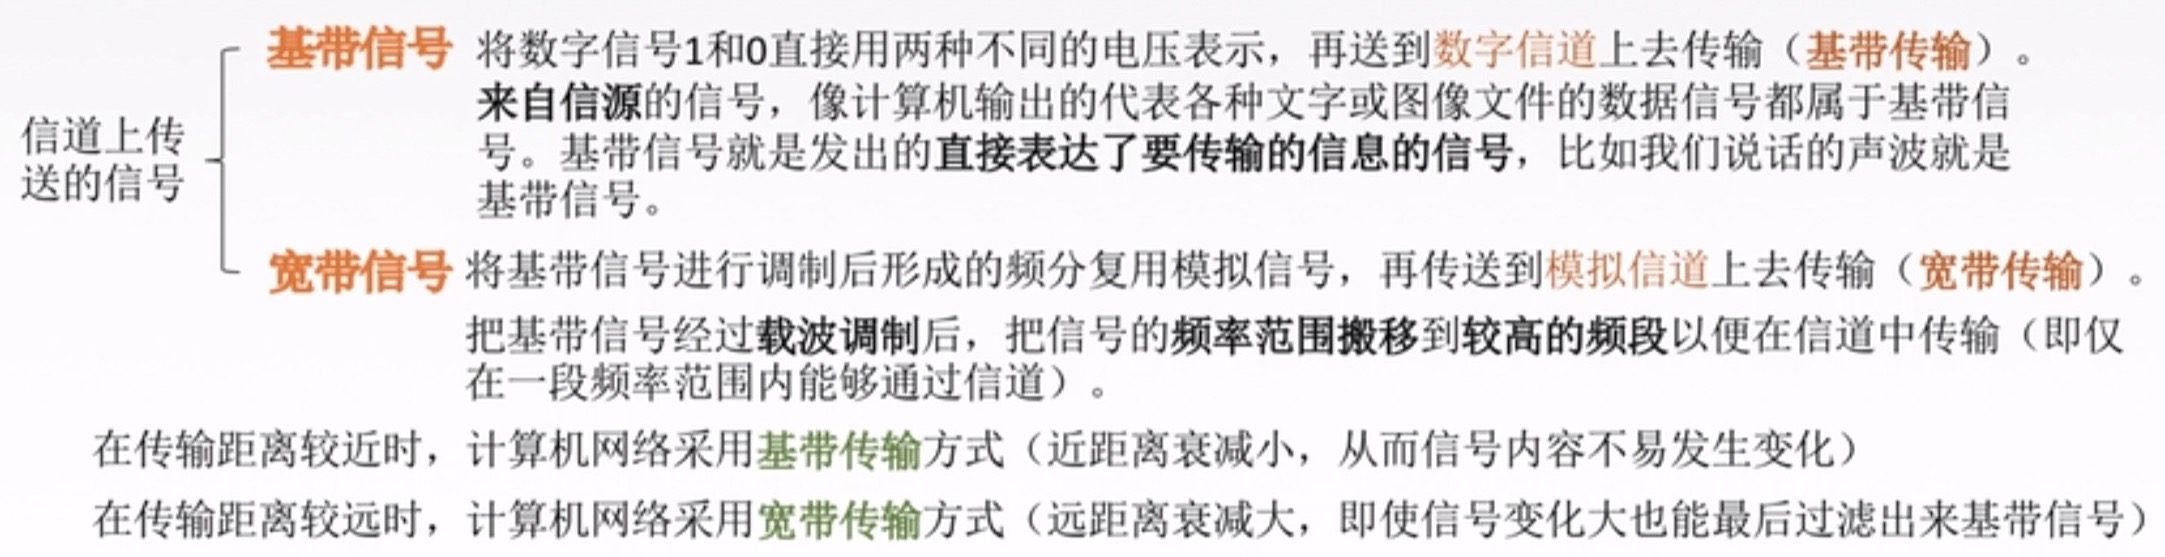 信道上传
送的信号
基带信号 将数字信号1和0直接用两种不同的电压表示，再送到数字信道上去传输（基带传输）。
来自信源的信号，像计算机输出的代表各种文字或图像文件的数据信号都属于基带信
号。基带信号就是发出的直接表达了要传输的信息的信号，比如我们说话的声波就是
基带信号。
宽带信号 将基带信号进行调制后形成的频分复用模拟信号，再传送到模拟信道上去传输（宽带传输）。
把基带信号经过载波调制后，把信号的频率范围搬移到较高的频段以便在信道中传输（即仅
在一段频率范围内能够通过信道）。
在传输距离较近时，计算机网络采用基带传输方式（近距离衰减小，从而信号内容不易发生变化）
在传输距离较远时，计算机网络采用宽带传输方式（远距离衰减大，即使信号变化大也能最后过滤出来基带信号）